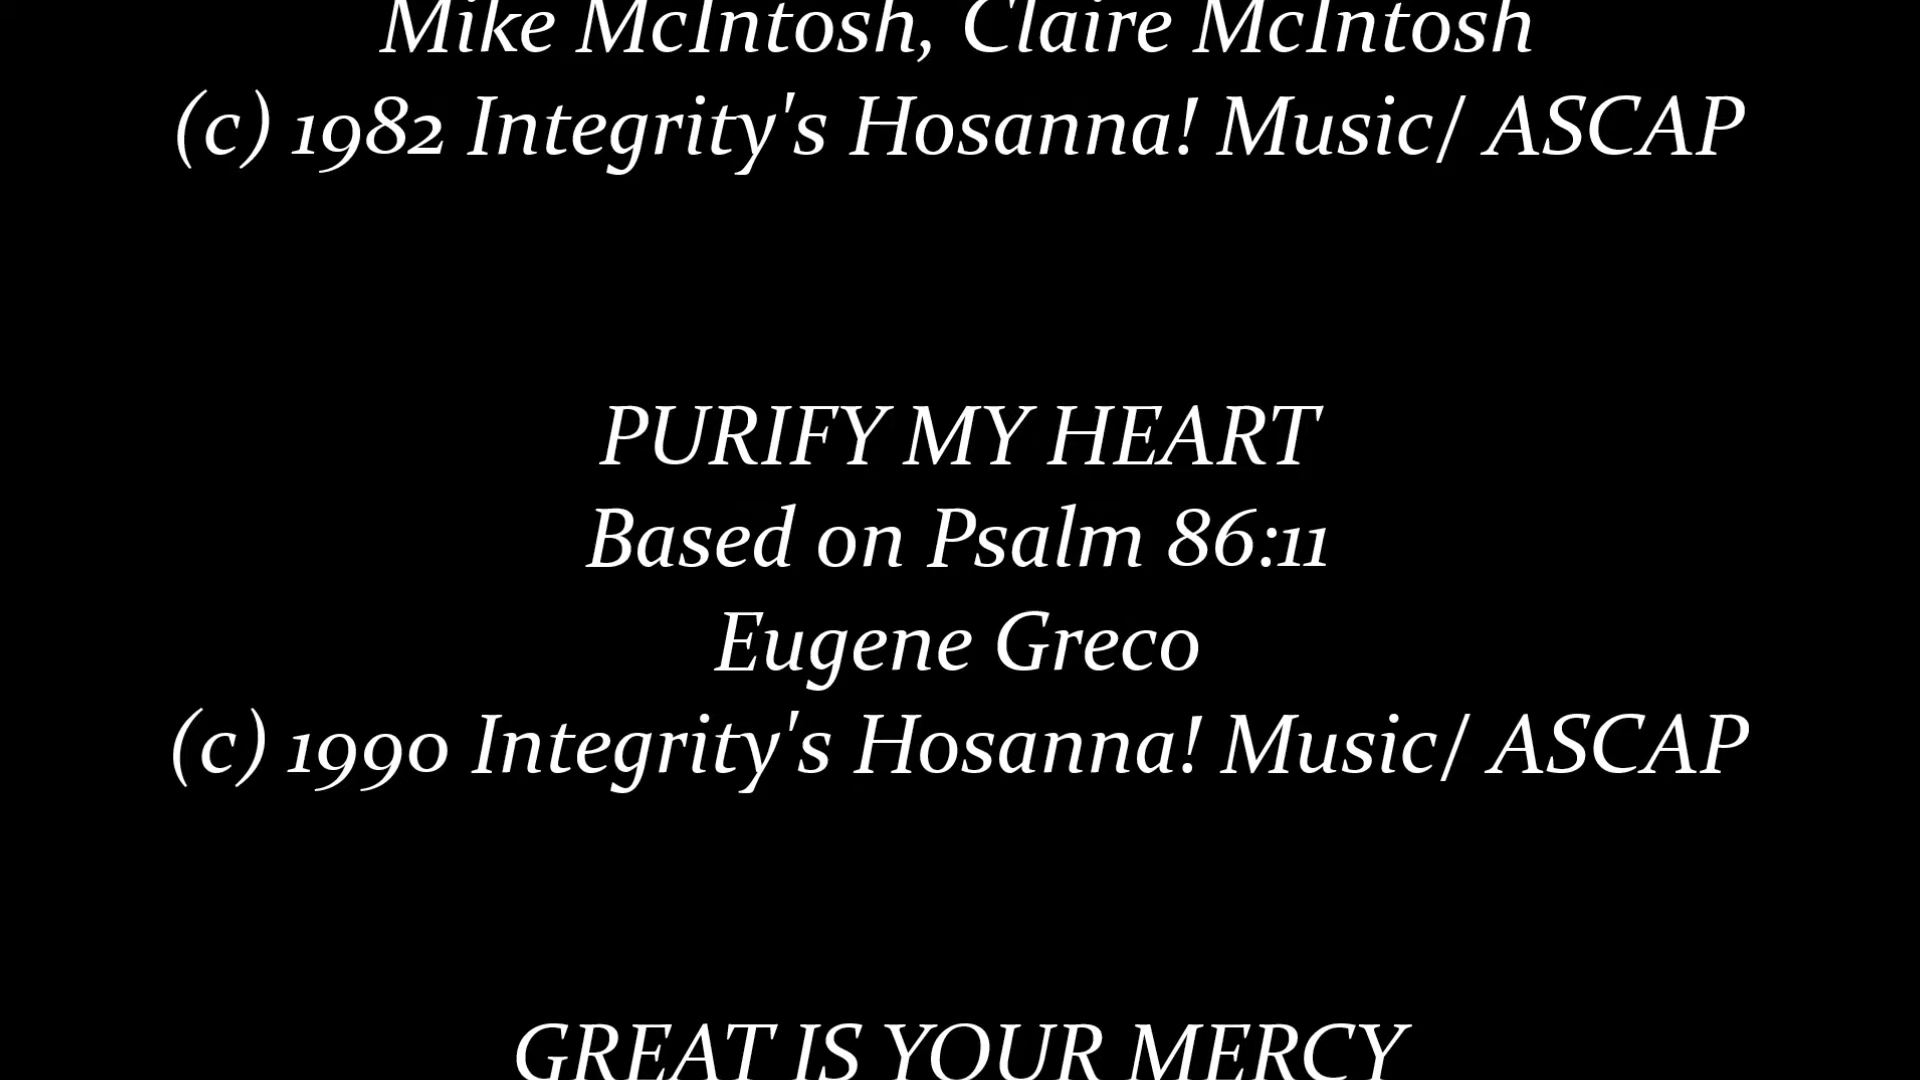 Mike McIntosh, Claire McIntosh
(c) 1982 Integrity's Hosanna! Music/ ASCAP
PURIFY MY HEART
Based on Psalm 86:11
Eugene Greco
(c) 1990 Integrity's Hosanna! Music/ ASCAP
GREAT IS YOUR MERCY